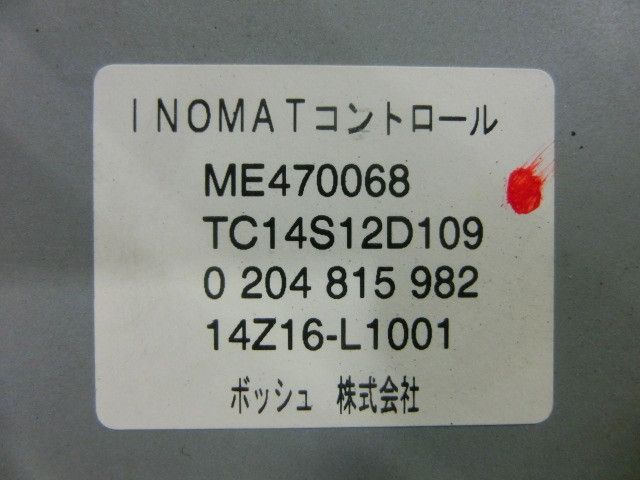 INOMATコントロール
ME470068
TC14S12D109
0 204 815 982
14Z16-L1001
ボッシュ 株式会社